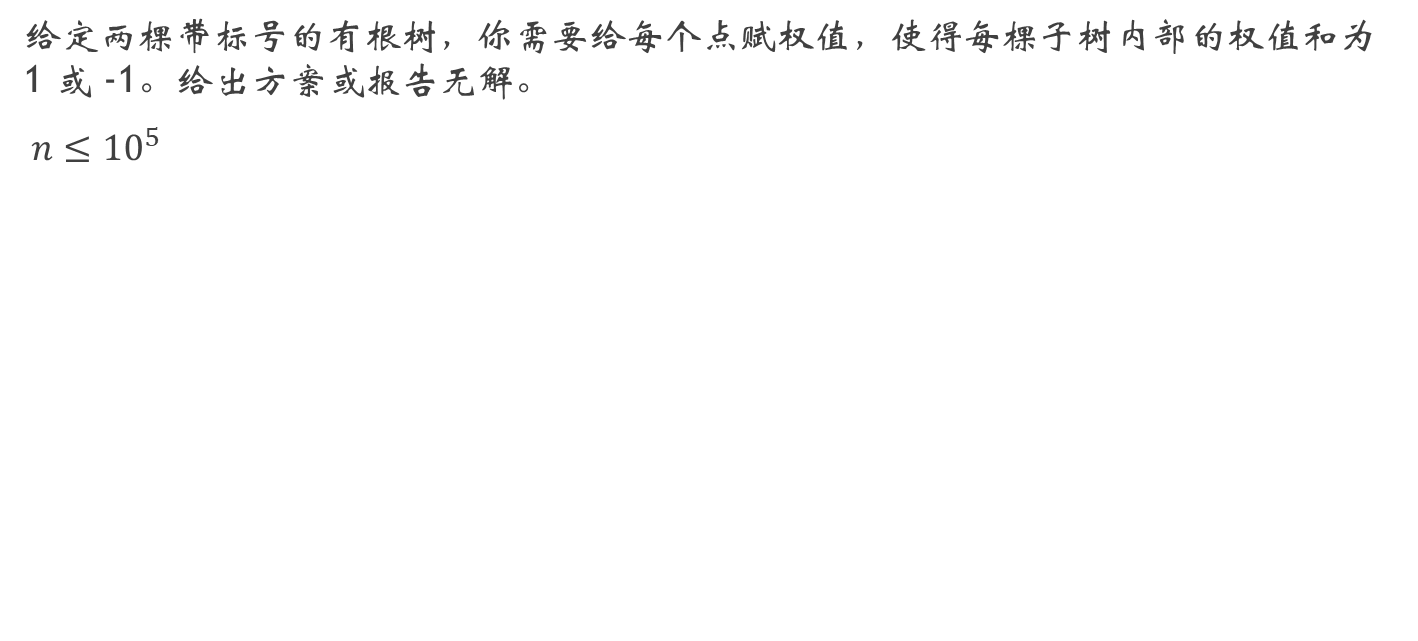 给定两棵带标号的有根树，你需要给每个点赋权值，使得每棵子树内部的权值和为
1 或 -1。给出方案或报告无解。
n ≤ 10⁵